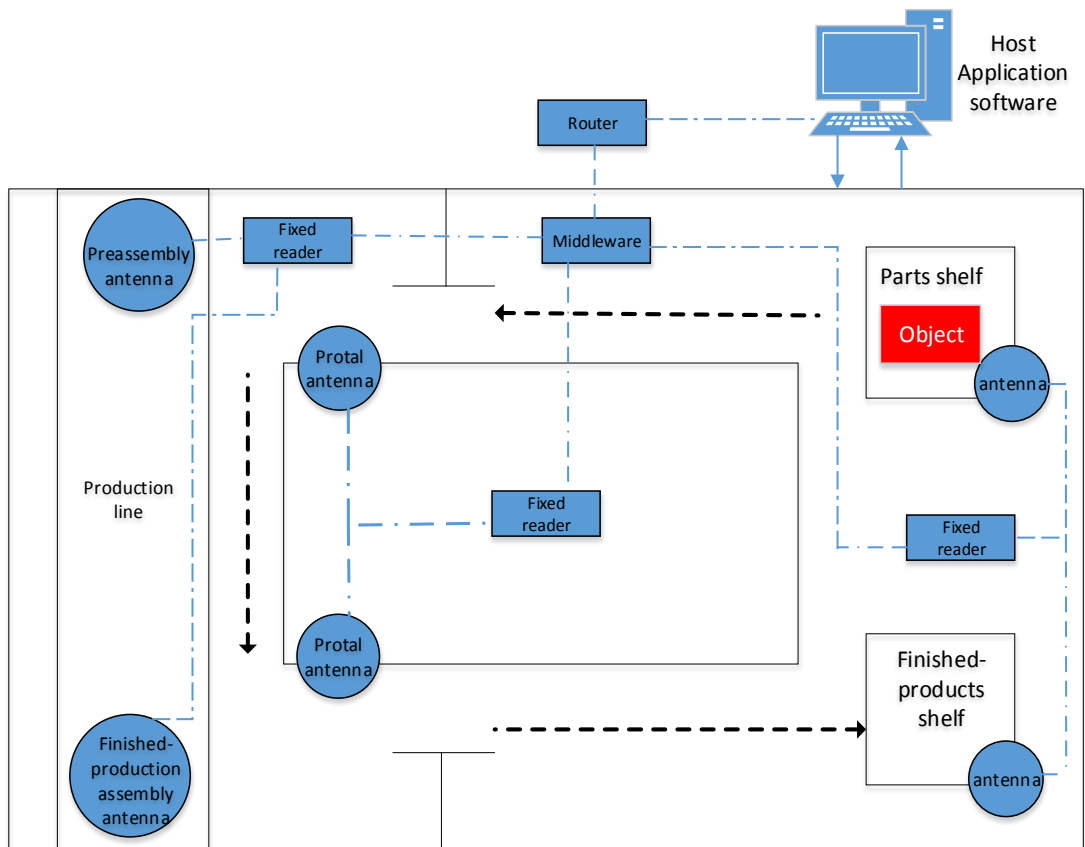 Host
Application
software
Router
Preassembly
antenna
Fixed
reader
Middleware
Parts shelf
Object
antenna
Protal
antenna
Production
line
Fixed
reader
Fixed
reader
Protal
antenna
Finished-
products
shelf
Finished-
production
assembly
antenna
antenna